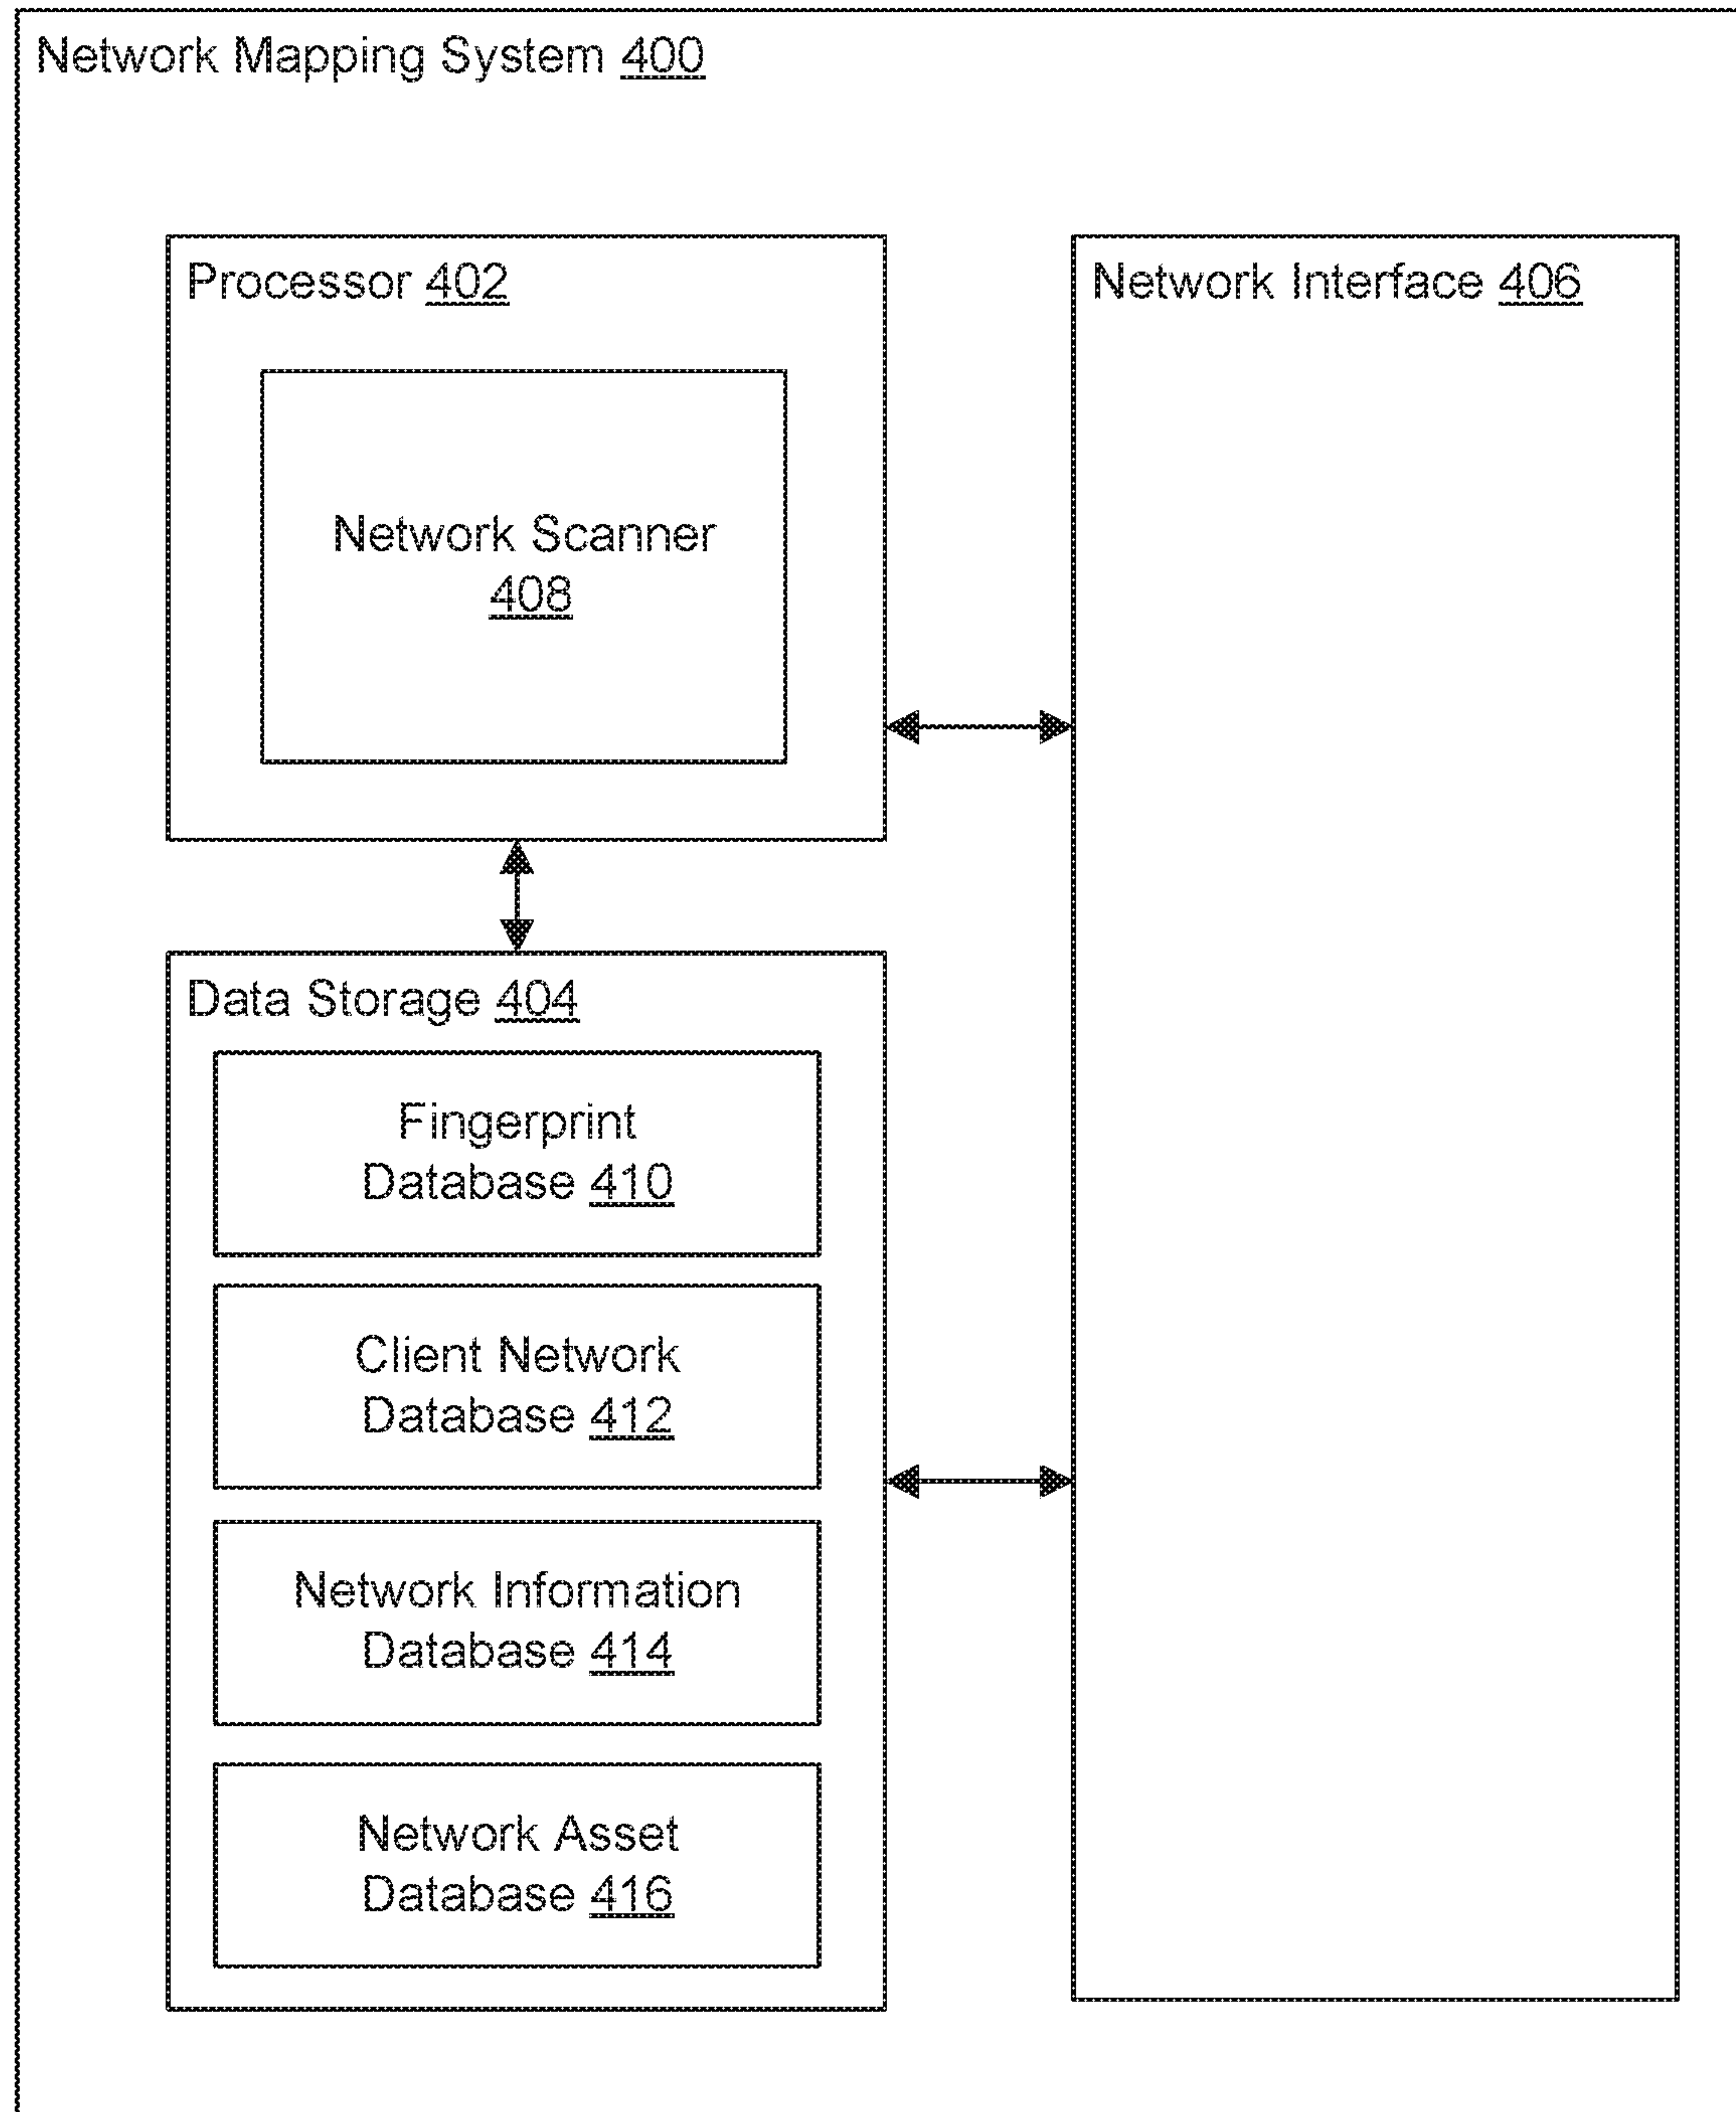 Network Mapping System 400
Processor 402
Network Interface 406
Network Scanner
408
Data Storage 404
Fingerprint
Database 410
Client Network
Database 412
Network Information
Database 414
Network Asset
Database 416